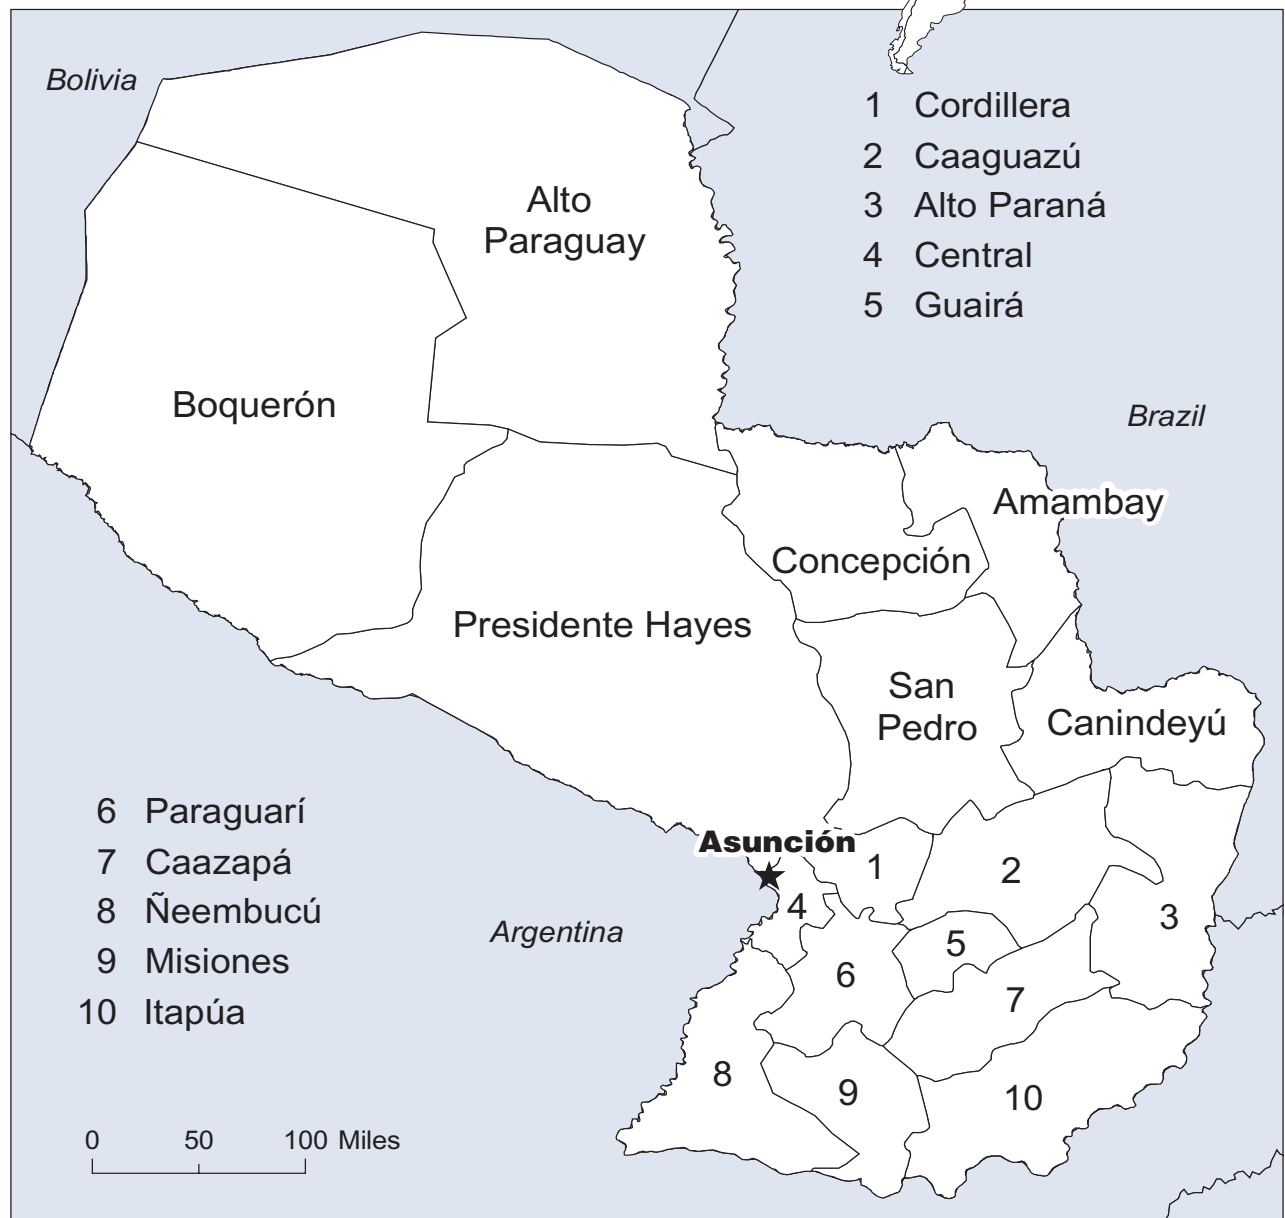 Bolivia
1 Cordillera
2 Caaguazú
3 Alto Paraná
4 Central
5 Guairá
Alto
Paraguay
Boquerón
Brazil
Amambay
Concepción
Presidente Hayes
San
Pedro
Canindeyú
6 Paraguarí
7 Caazapá
8 Ñeembucú
9 Misiones
10 Itapúa
Asunción
1
2
3
4
5
6
7
8
9
10
Argentina
0 50 100 Miles